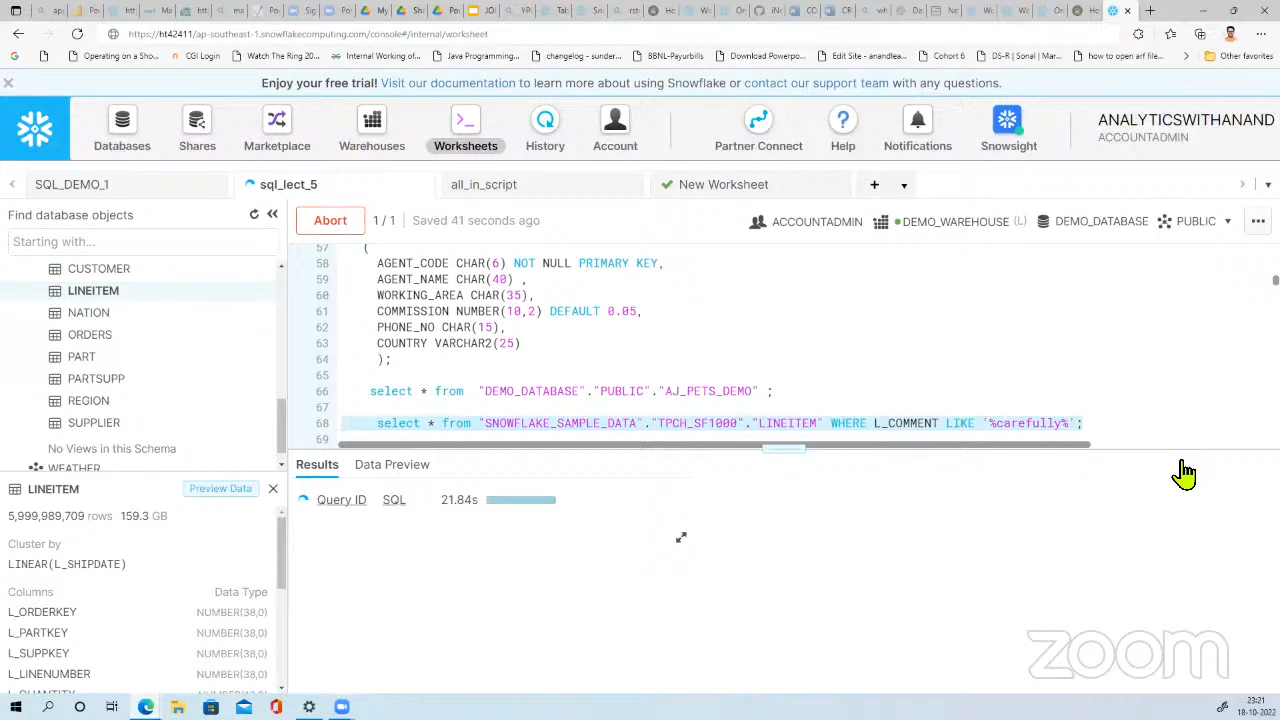 https://ht42411/ap-southeast-1.snowflakecomputing.com/console#/internal/worksheet
Operating on a Sho...
CGI Login
Watch The Ring 20...
Java Programming...
changelog - sunder...
BBNL-Payurbills
Download Powerpo...
Edit Site - anandlea...
Courses
DS-R | Sonal | Mar...
Other favorites
Enjoy your free trial! Visit our documentation to learn more about using Snowflake or contact our support team with any questions.
Databases
Shares
Marketplace
Warehouses
Worksheets
History
Account
Partner Connect
Help
Notifications
Snowsight
ANALYTICSWITHANAND
ACCOUNTADMIN
SQL_DEMO_1
sql_lect_5
all_in_script
New Worksheet
Find database objects
Starting with...
CUSTOMER
LINEITEM
NATION
ORDERS
PART
PARTSUPP
REGION
SUPPLIER
No Views in this Schema
WEATHER
LINEITEM
Preview Data
5,999,989,709 rows 159.3 GB
Cluster by
LINEAR(L_SHIPDATE)
Columns Data Type
L_ORDERKEY NUMBER(38,0)
L_PARTKEY NUMBER(38,0)
L_SUPPKEY NUMBER(38,0)
L_LINENUMBER NUMBER(38,0)
L_QUANTITY
Abort
1 / 1
Saved 41 seconds ago
ACCOUNTADMIN
DEMO_WAREHOUSE (L)
DEMO_DATABASE
PUBLIC
57 (
58 AGENT_CODE CHAR(6) NOT NULL PRIMARY KEY,
59 AGENT_NAME CHAR(40) ,
60 WORKING_AREA CHAR(35),
61 COMMISSION NUMBER(10,2) DEFAULT 0.05,
62 PHONE_NO CHAR(15),
63 COUNTRY VARCHAR2(25)
64 );
65
66 select * from "DEMO_DATABASE"."PUBLIC"."AJ_PETS_DEMO" ;
67
68 select * from "SNOWFLAKE_SAMPLE_DATA"."TPCH_SF1000"."LINEITEM" WHERE L_COMMENT LIKE '%carefully%';
69
Results
Data Preview
Query ID
SQL
21.84s
zoom
23:21
18-10-2022